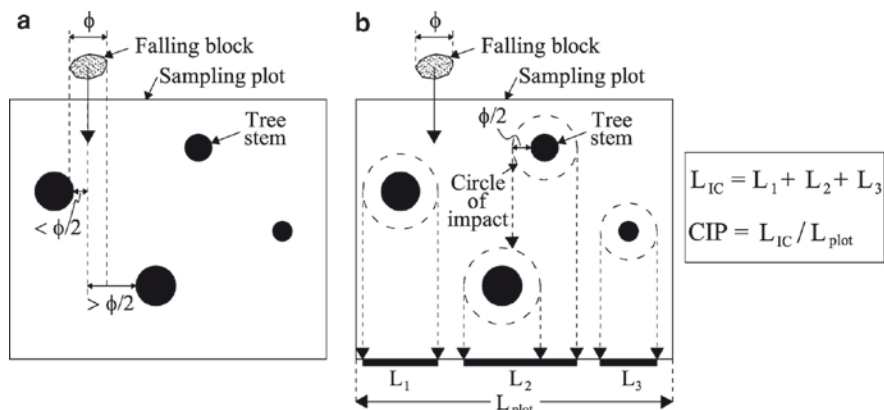 a
ϕ
Falling block
Sampling plot
Tree
stem
< ϕ/2
> ϕ/2
b
ϕ
Falling block
Sampling plot
ϕ/2
Tree
stem
Circle
of
impact
L1
L2
L3
Lplot
LIC = L1 + L2 + L3
CIP = LIC/Lplot